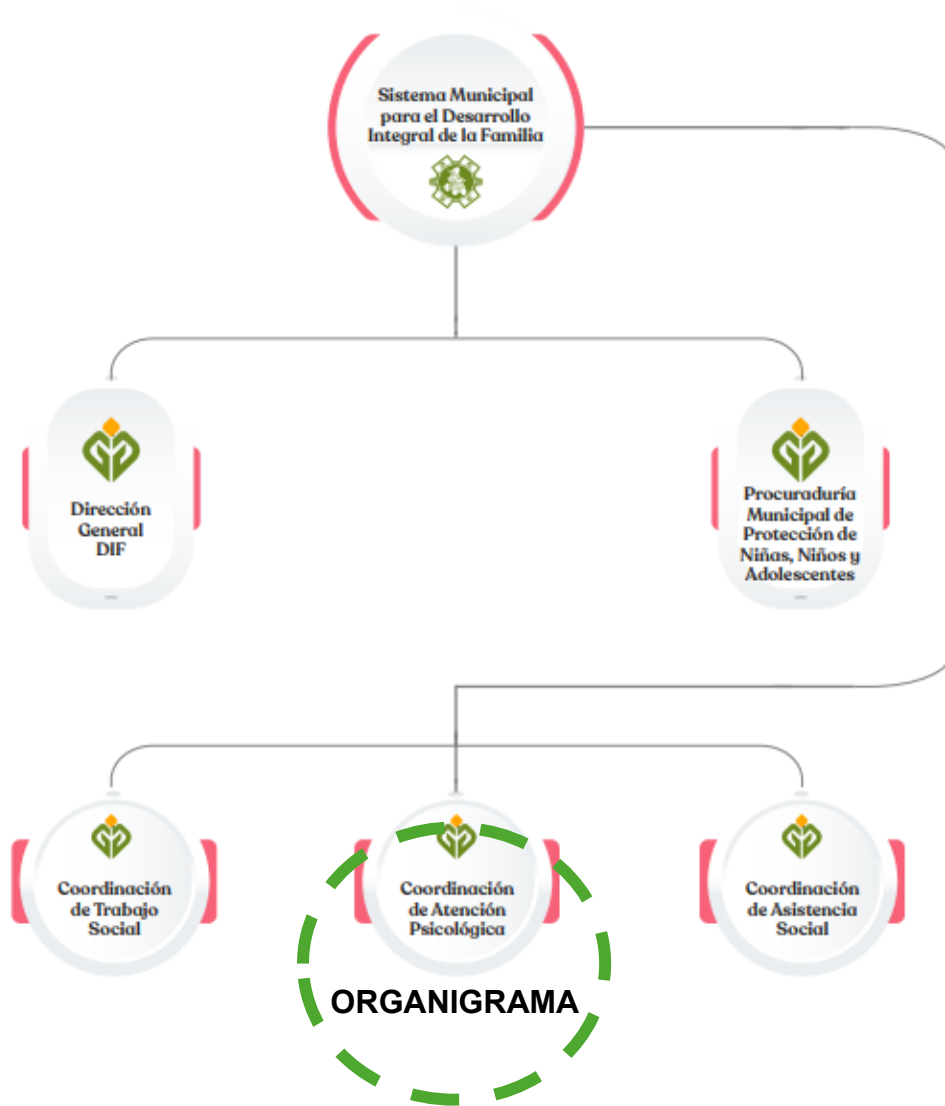 Sistema Municipal
para el Desarrollo
Integral de la Familia
Dirección
General
DIF
Procuraduría
Municipal de
Protección de
Niñas, Niños y
Adolescentes
Coordinación
de Trabajo
Social
Coordinación
de Atención
Psicológica
Coordinación
de Asistencia
Social
ORGANIGRAMA